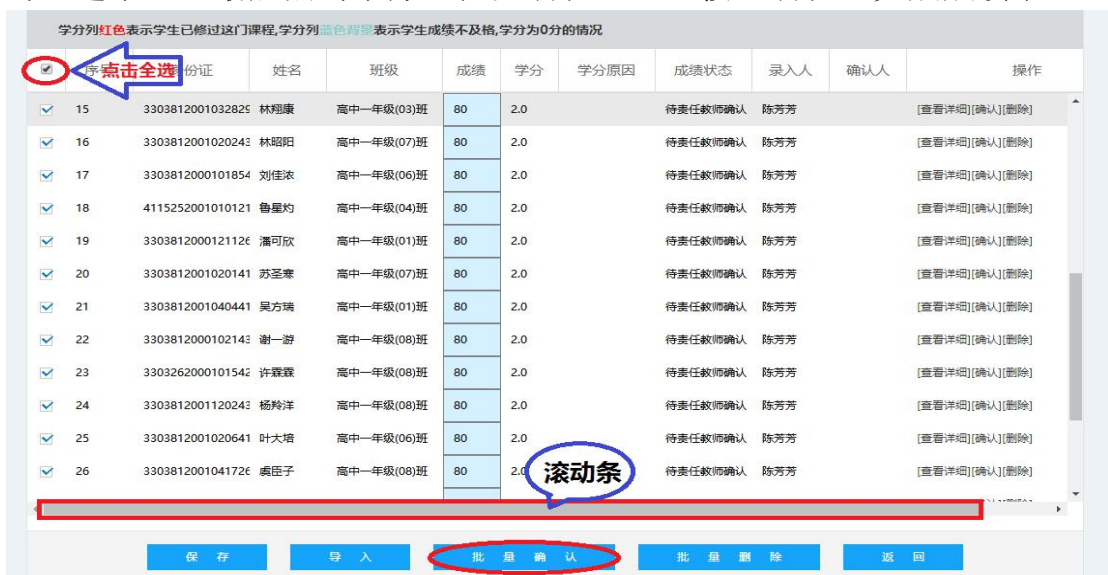 学分列红色表示学生已修过这门课程,学分列蓝色背景表示学生成绩不及格,学分为0分的情况
点击全选 份证 姓名 班级 成绩 学分 学分原因 成绩状态 录入人 确认人 操作
15 3303812001032829 林翔康 高中一年级(03)班 80 2.0 待责任教师确认 陈芳芳 [查看详细][确认][删除]
16 3303812001020243 林昭阳 高中一年级(07)班 80 2.0 待责任教师确认 陈芳芳 [查看详细][确认][删除]
17 3303812000101854 刘佳浓 高中一年级(06)班 80 2.0 待责任教师确认 陈芳芳 [查看详细][确认][删除]
18 4115252001010121 鲁星灼 高中一年级(04)班 80 2.0 待责任教师确认 陈芳芳 [查看详细][确认][删除]
19 3303812000121126 潘可欣 高中一年级(01)班 80 2.0 待责任教师确认 陈芳芳 [查看详细][确认][删除]
20 3303812001020141 苏圣寒 高中一年级(07)班 80 2.0 待责任教师确认 陈芳芳 [查看详细][确认][删除]
21 3303812001040441 吴方瑞 高中一年级(01)班 80 2.0 待责任教师确认 陈芳芳 [查看详细][确认][删除]
22 3303812000102143 谢一游 高中一年级(08)班 80 2.0 待责任教师确认 陈芳芳 [查看详细][确认][删除]
23 3303262000101542 许霖霖 高中一年级(08)班 80 2.0 待责任教师确认 陈芳芳 [查看详细][确认][删除]
24 3303812001120243 杨羚洋 高中一年级(08)班 80 2.0 待责任教师确认 陈芳芳 [查看详细][确认][删除]
25 3303812001020641 叶大培 高中一年级(06)班 80 2.0 待责任教师确认 陈芳芳 [查看详细][确认][删除]
26 3303812001041726 虞臣子 高中一年级(08)班 80 2.0 待责任教师确认 陈芳芳 [查看详细][确认][删除]
滚动条
保存 导入 批量确认 批量删除 返回